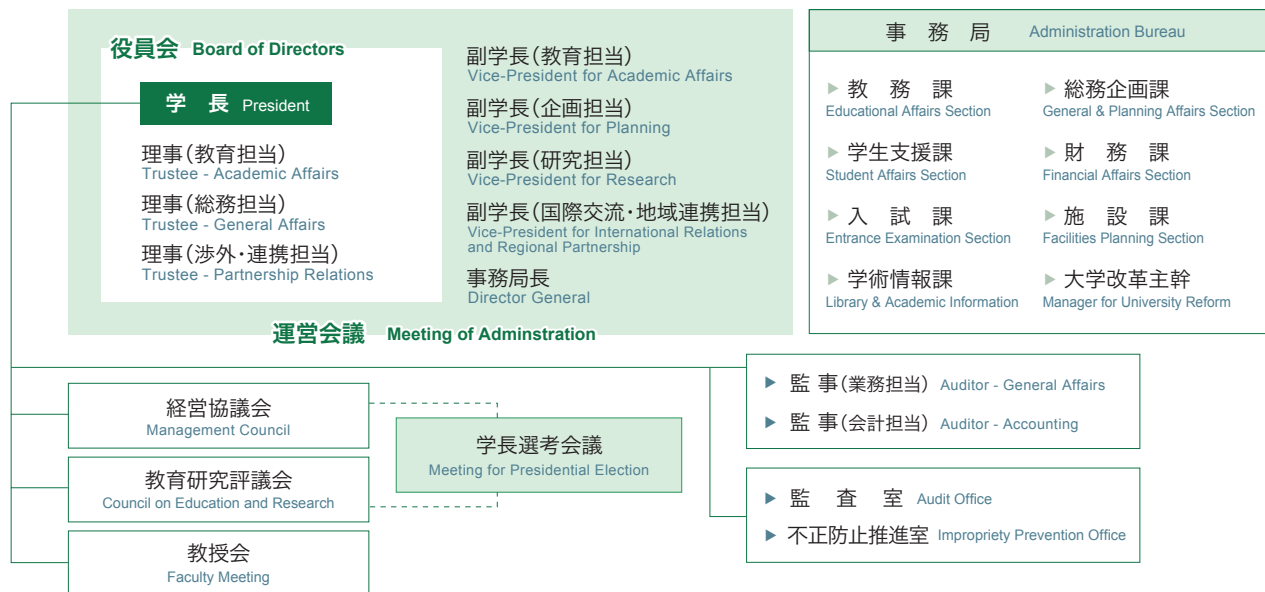 役員会 Board of Directors
学 長 President
理事(教育担当)
Trustee - Academic Affairs
理事(総務担当)
Trustee - General Affairs
理事(渉外・連携担当)
Trustee - Partnership Relations
副学長(教育担当)
Vice-President for Academic Affairs
副学長(企画担当)
Vice-President for Planning
副学長(研究担当)
Vice-President for Research
副学長(国際交流・地域連携担当)
Vice-President for International Relations
and Regional Partnership
事務局長
Director General
運営会議 Meeting of Adminstration
事 務 局 Administration Bureau
▶ 教 務 課
Educational Affairs Section
▶ 学生支援課
Student Affairs Section
▶ 入 試 課
Entrance Examination Section
▶ 学術情報課
Library & Academic Information
▶ 総務企画課
General & Planning Affairs Section
▶ 財 務 課
Financial Affairs Section
▶ 施 設 課
Facilities Planning Section
▶ 大学改革主幹
Manager for University Reform
経営協議会
Management Council
教育研究評議会
Council on Education and Research
教授会
Faculty Meeting
学長選考会議
Meeting for Presidential Election
▶ 監 事(業務担当) Auditor - General Affairs
▶ 監 事(会計担当) Auditor - Accounting
▶ 監 査 室 Audit Office
▶ 不正防止推進室 Impropriety Prevention Office